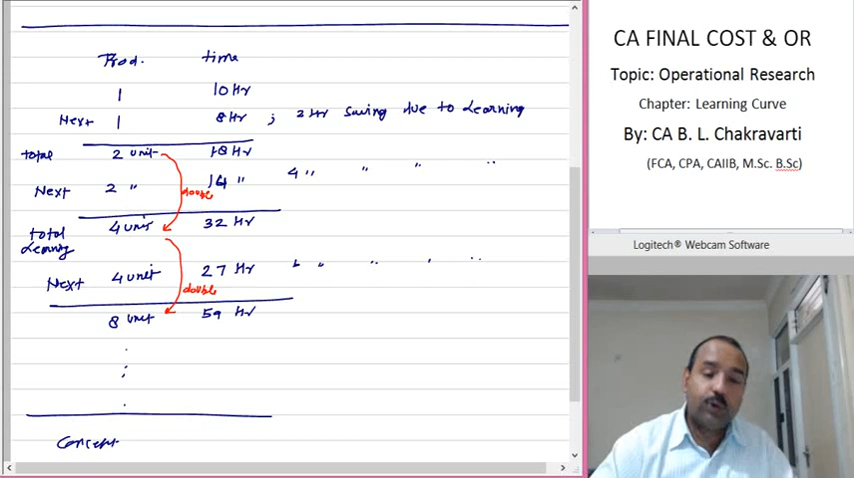 Prod. time
1 10 Hr
Next 1 8 Hr ; 2 Hr Saving due to Learning
total 2 unit 18 Hr
Next 2 " 14 " 4 " " " "
double
total 4 unit 32 Hr
Learning
Next 4 unit 27 Hr " " " "
double
8 unit 59 Hr
Concept
CA FINAL COST & OR
Topic: Operational Research
Chapter: Learning Curve
By: CA B. L. Chakravarti
(FCA, CPA, CAIIB, M.Sc. B.Sc)
Logitech® Webcam Software